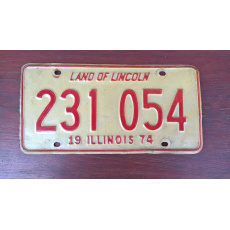 LAND OF LINCOLN
231 054
19 ILLINOIS 74